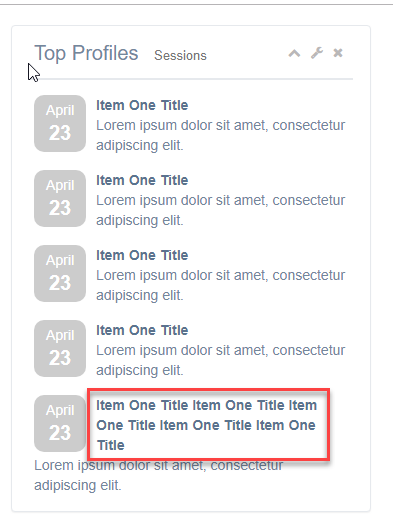 Top Profiles Sessions
April
23
Item One Title
Lorem ipsum dolor sit amet, consectetur
adipiscing elit.
April
23
Item One Title
Lorem ipsum dolor sit amet, consectetur
adipiscing elit.
April
23
Item One Title
Lorem ipsum dolor sit amet, consectetur
adipiscing elit.
April
23
Item One Title
Lorem ipsum dolor sit amet, consectetur
adipiscing elit.
April
23
Item One Title Item One Title Item
One Title Item One Title Item One
Title
Lorem ipsum dolor sit amet, consectetur
adipiscing elit.